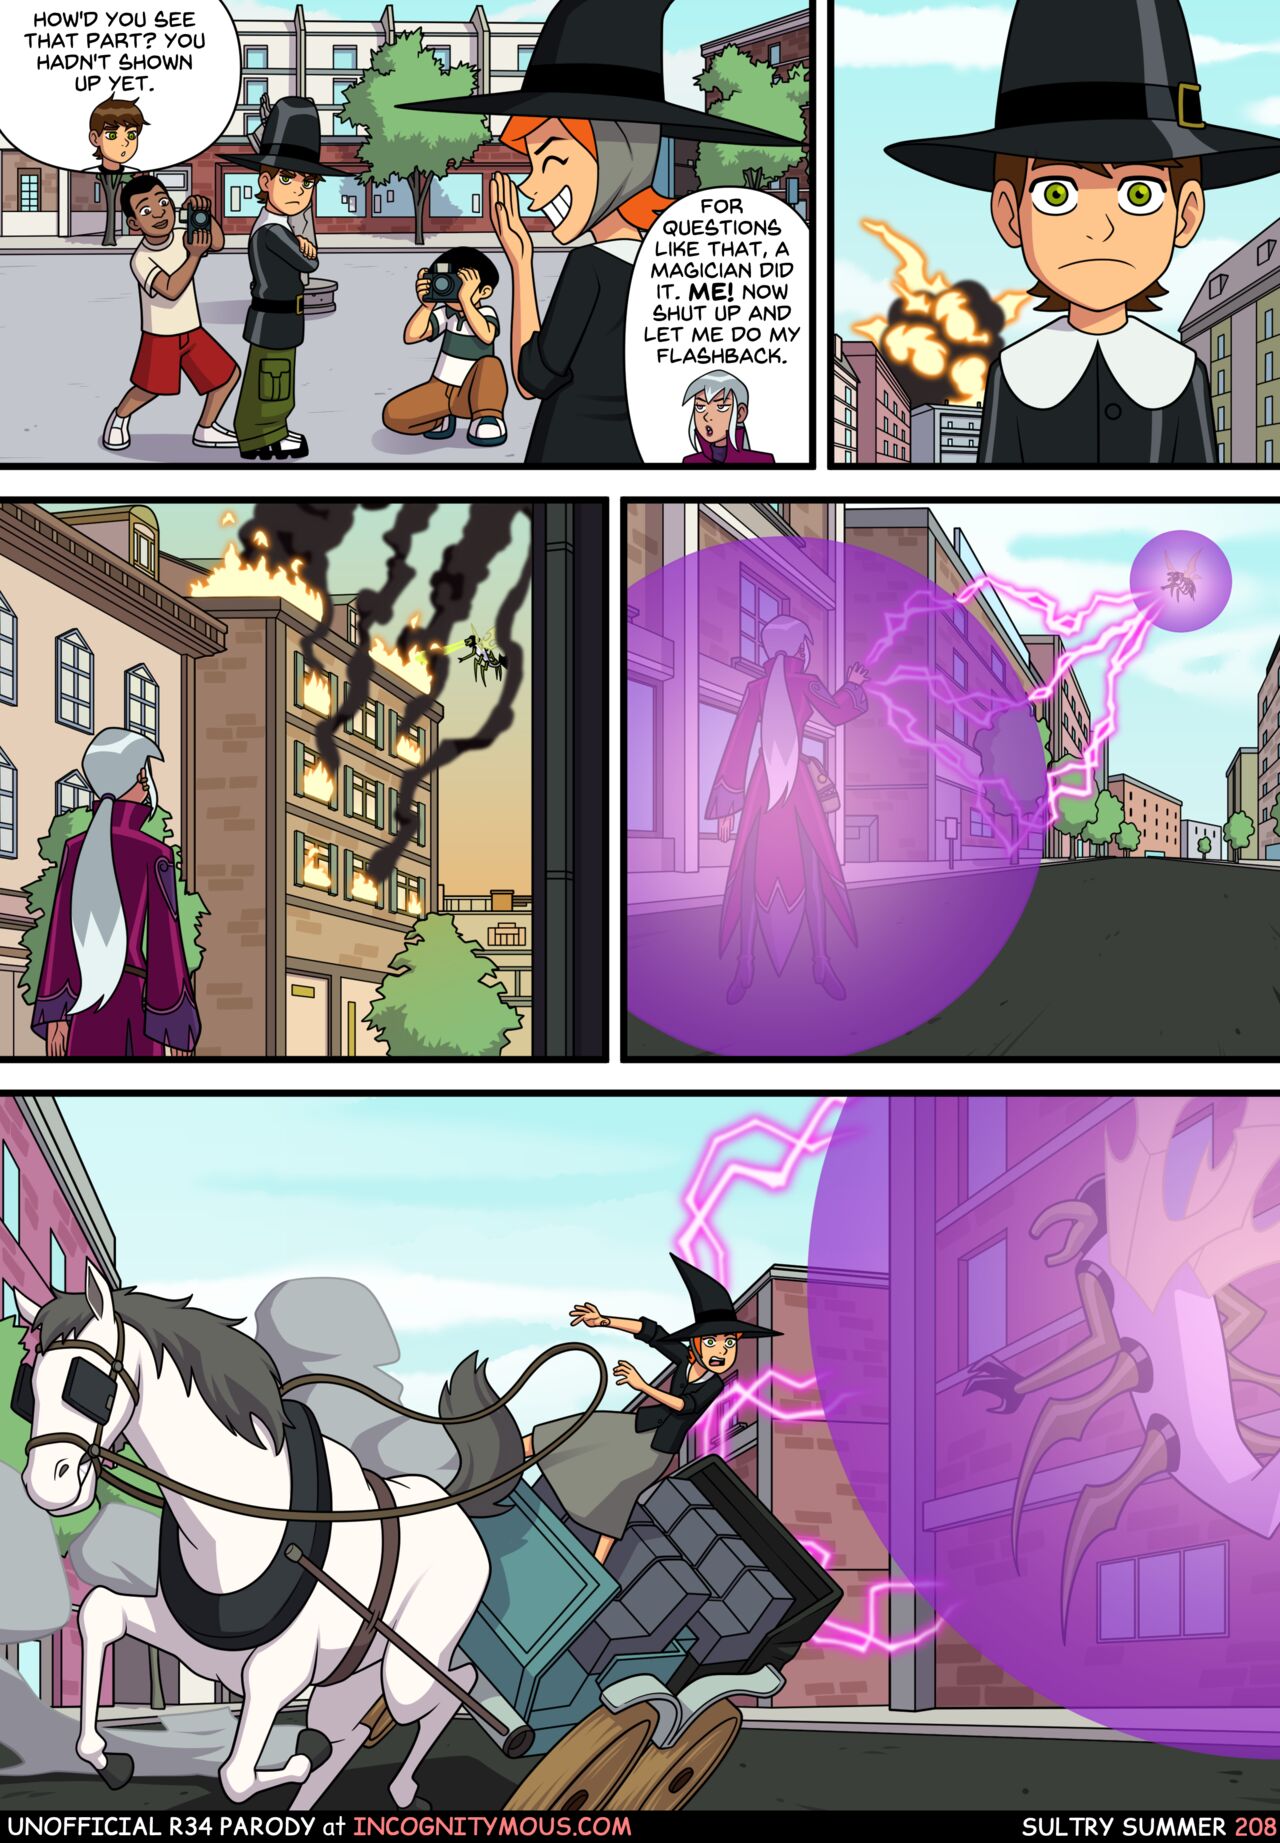 HOW'D YOU SEE
THAT PART? YOU
HADN'T SHOWN
UP YET.
FOR
QUESTIONS
LIKE THAT, A
MAGICIAN DID
IT. ME! NOW
SHUT UP AND
LET ME DO MY
FLASHBACK.
UNOFFICIAL R34 PARODY at INCOGNITYMOUS.COM
SULTRY SUMMER 208